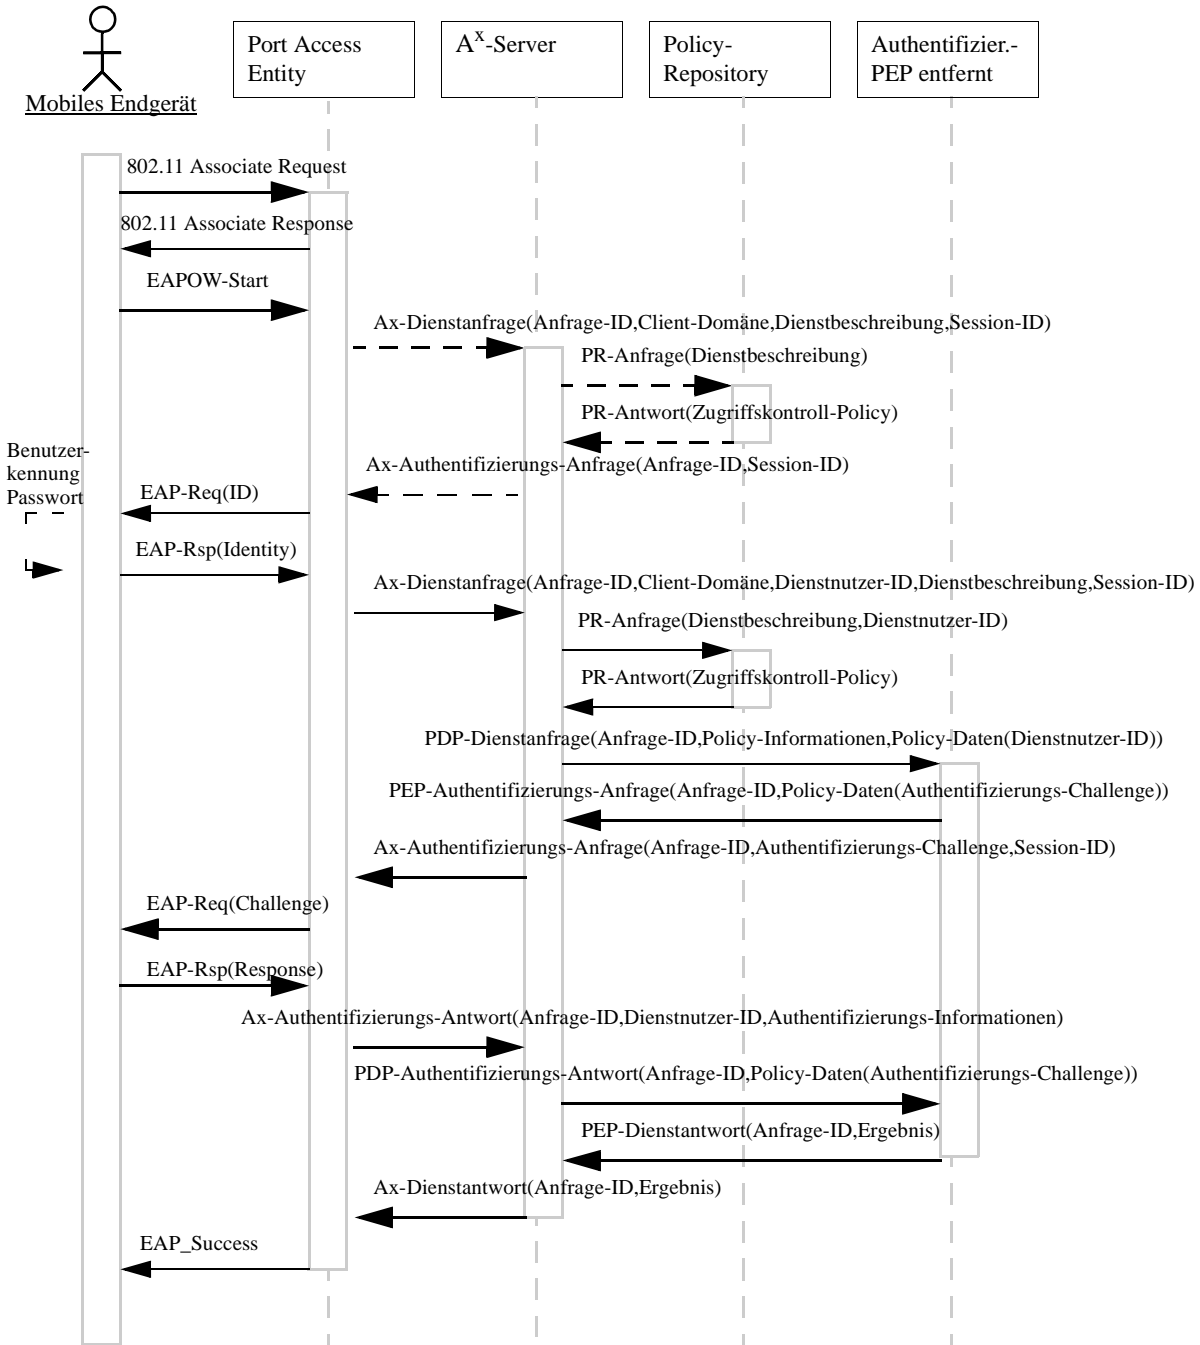 Port Access
Entity
Aˣ-Server
Policy-
Repository
Authentifizier.-
PEP entfernt
Mobiles Endgerät
802.11 Associate Request
802.11 Associate Response
EAPOW-Start
Ax-Dienstanfrage(Anfrage-ID,Client-Domäne,Dienstbeschreibung,Session-ID)
PR-Anfrage(Dienstbeschreibung)
PR-Antwort(Zugriffskontroll-Policy)
Benutzer-
kennung
Passwort
Ax-Authentifizierungs-Anfrage(Anfrage-ID,Session-ID)
EAP-Req(ID)
EAP-Rsp(Identity)
Ax-Dienstanfrage(Anfrage-ID,Client-Domäne,Dienstnutzer-ID,Dienstbeschreibung,Session-ID)
PR-Anfrage(Dienstbeschreibung,Dienstnutzer-ID)
PR-Antwort(Zugriffskontroll-Policy)
PDP-Dienstanfrage(Anfrage-ID,Policy-Informationen,Policy-Daten(Dienstnutzer-ID))
PEP-Authentifizierungs-Anfrage(Anfrage-ID,Policy-Daten(Authentifizierungs-Challenge))
Ax-Authentifizierungs-Anfrage(Anfrage-ID,Authentifizierungs-Challenge,Session-ID)
EAP-Req(Challenge)
EAP-Rsp(Response)
Ax-Authentifizierungs-Antwort(Anfrage-ID,Dienstnutzer-ID,Authentifizierungs-Informationen)
PDP-Authentifizierungs-Antwort(Anfrage-ID,Policy-Daten(Authentifizierungs-Challenge))
PEP-Dienstantwort(Anfrage-ID,Ergebnis)
Ax-Dienstantwort(Anfrage-ID,Ergebnis)
EAP_Success